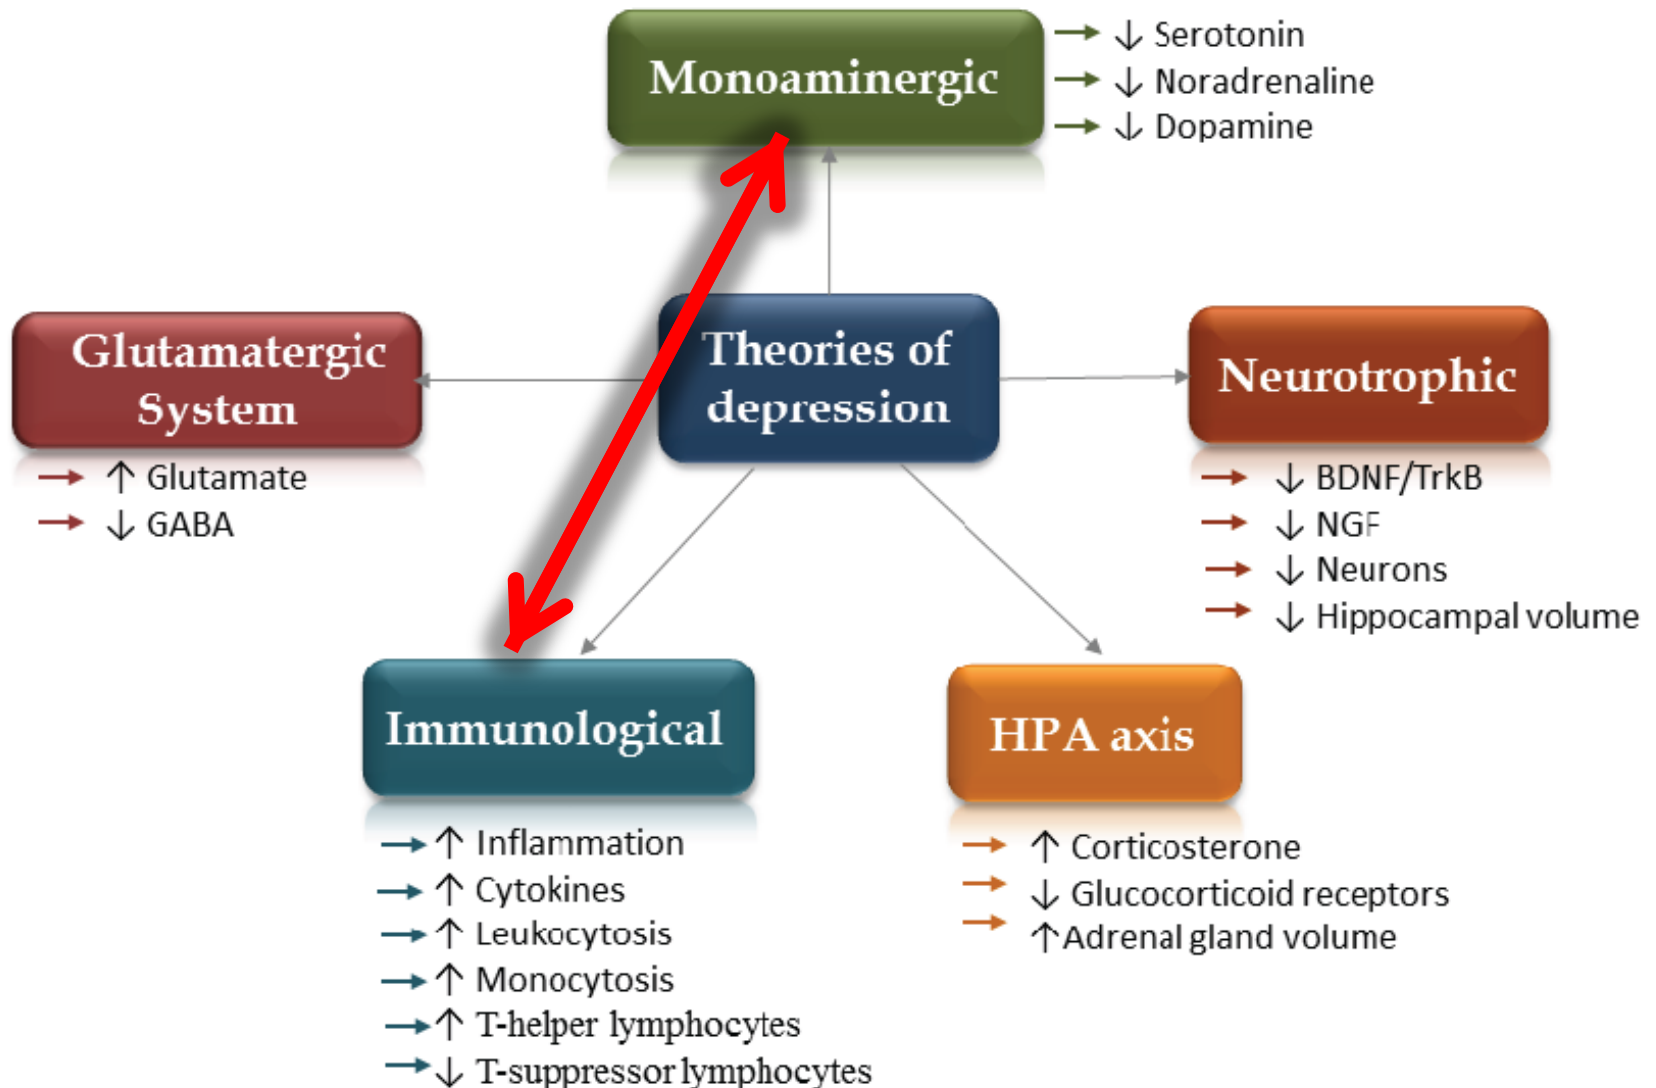 Monoaminergic
↓ Serotonin
↓ Noradrenaline
↓ Dopamine
Glutamatergic
System
↑ Glutamate
↓ GABA
Theories of
depression
Neurotrophic
↓ BDNF/TrkB
↓ NGF
↓ Neurons
↓ Hippocampal volume
Immunological
↑ Inflammation
↑ Cytokines
↑ Leukocytosis
↑ Monocytosis
↑ T-helper lymphocytes
↓ T-suppressor lymphocytes
HPA axis
↑ Corticosterone
↓ Glucocorticoid receptors
↑ Adrenal gland volume